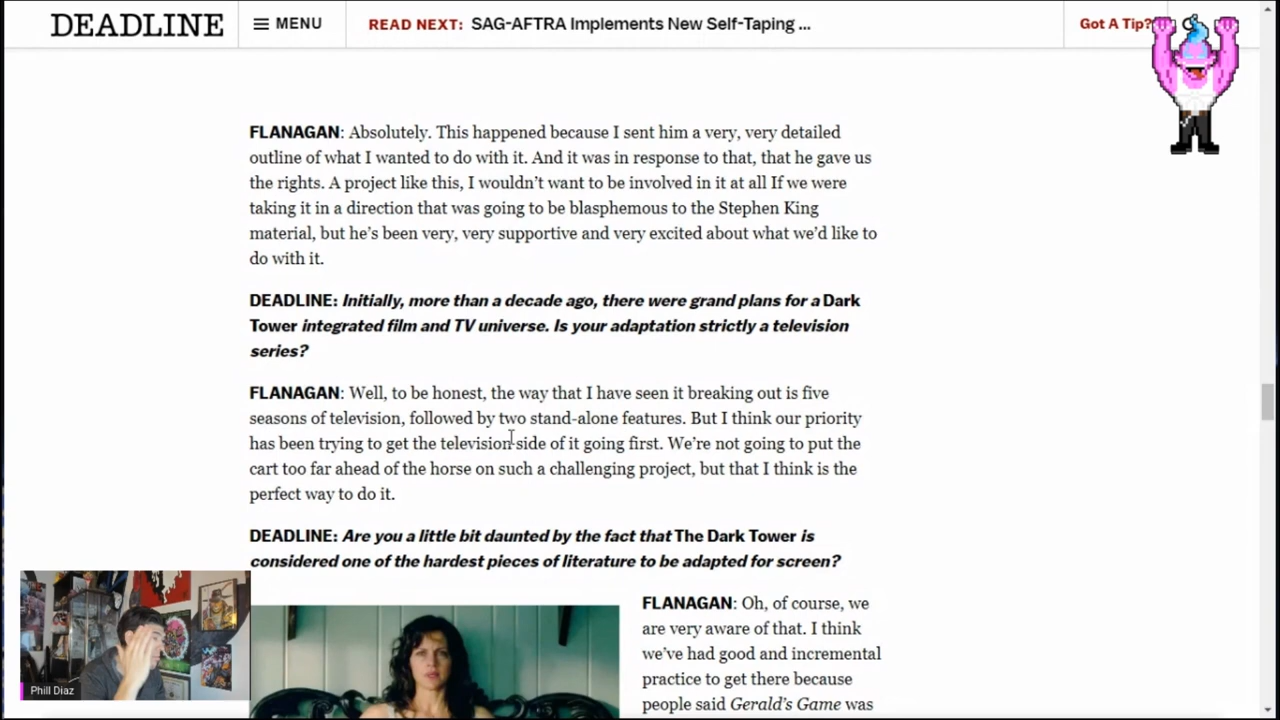 DEADLINE
MENU
READ NEXT: SAG-AFTRA Implements New Self-Taping ...
Got A Tip?
FLANAGAN: Absolutely. This happened because I sent him a very, very detailed
outline of what I wanted to do with it. And it was in response to that, that he gave us
the rights. A project like this, I wouldn’t want to be involved in it at all If we were
taking it in a direction that was going to be blasphemous to the Stephen King
material, but he’s been very, very supportive and very excited about what we’d like to
do with it.
DEADLINE: Initially, more than a decade ago, there were grand plans for a Dark
Tower integrated film and TV universe. Is your adaptation strictly a television
series?
FLANAGAN: Well, to be honest, the way that I have seen it breaking out is five
seasons of television, followed by two stand-alone features. But I think our priority
has been trying to get the television side of it going first. We’re not going to put the
cart too far ahead of the horse on such a challenging project, but that I think is the
perfect way to do it.
DEADLINE: Are you a little bit daunted by the fact that The Dark Tower is
considered one of the hardest pieces of literature to be adapted for screen?
FLANAGAN: Oh, of course, we
are very aware of that. I think
we’ve had good and incremental
practice to get there because
people said Gerald’s Game was
Phill Diaz